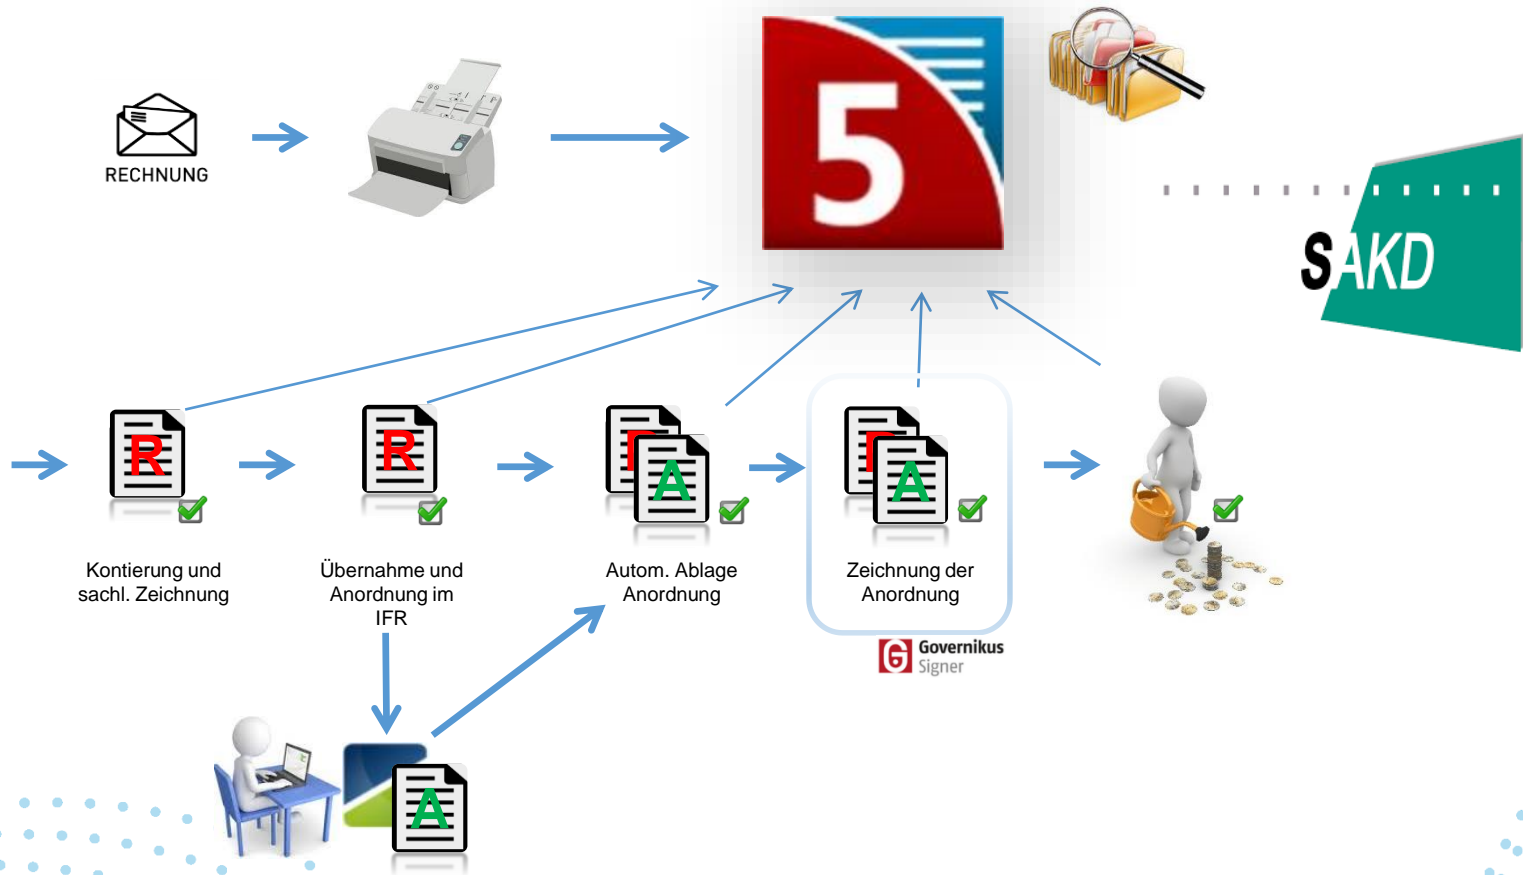 RECHNUNG
5
SAKD
R
R
R
A
R
A
Kontierung und
sachl. Zeichnung
Übernahme und
Anordnung im
IFR
Autom. Ablage
Anordnung
Zeichnung der
Anordnung
G Governikus
Signer
A